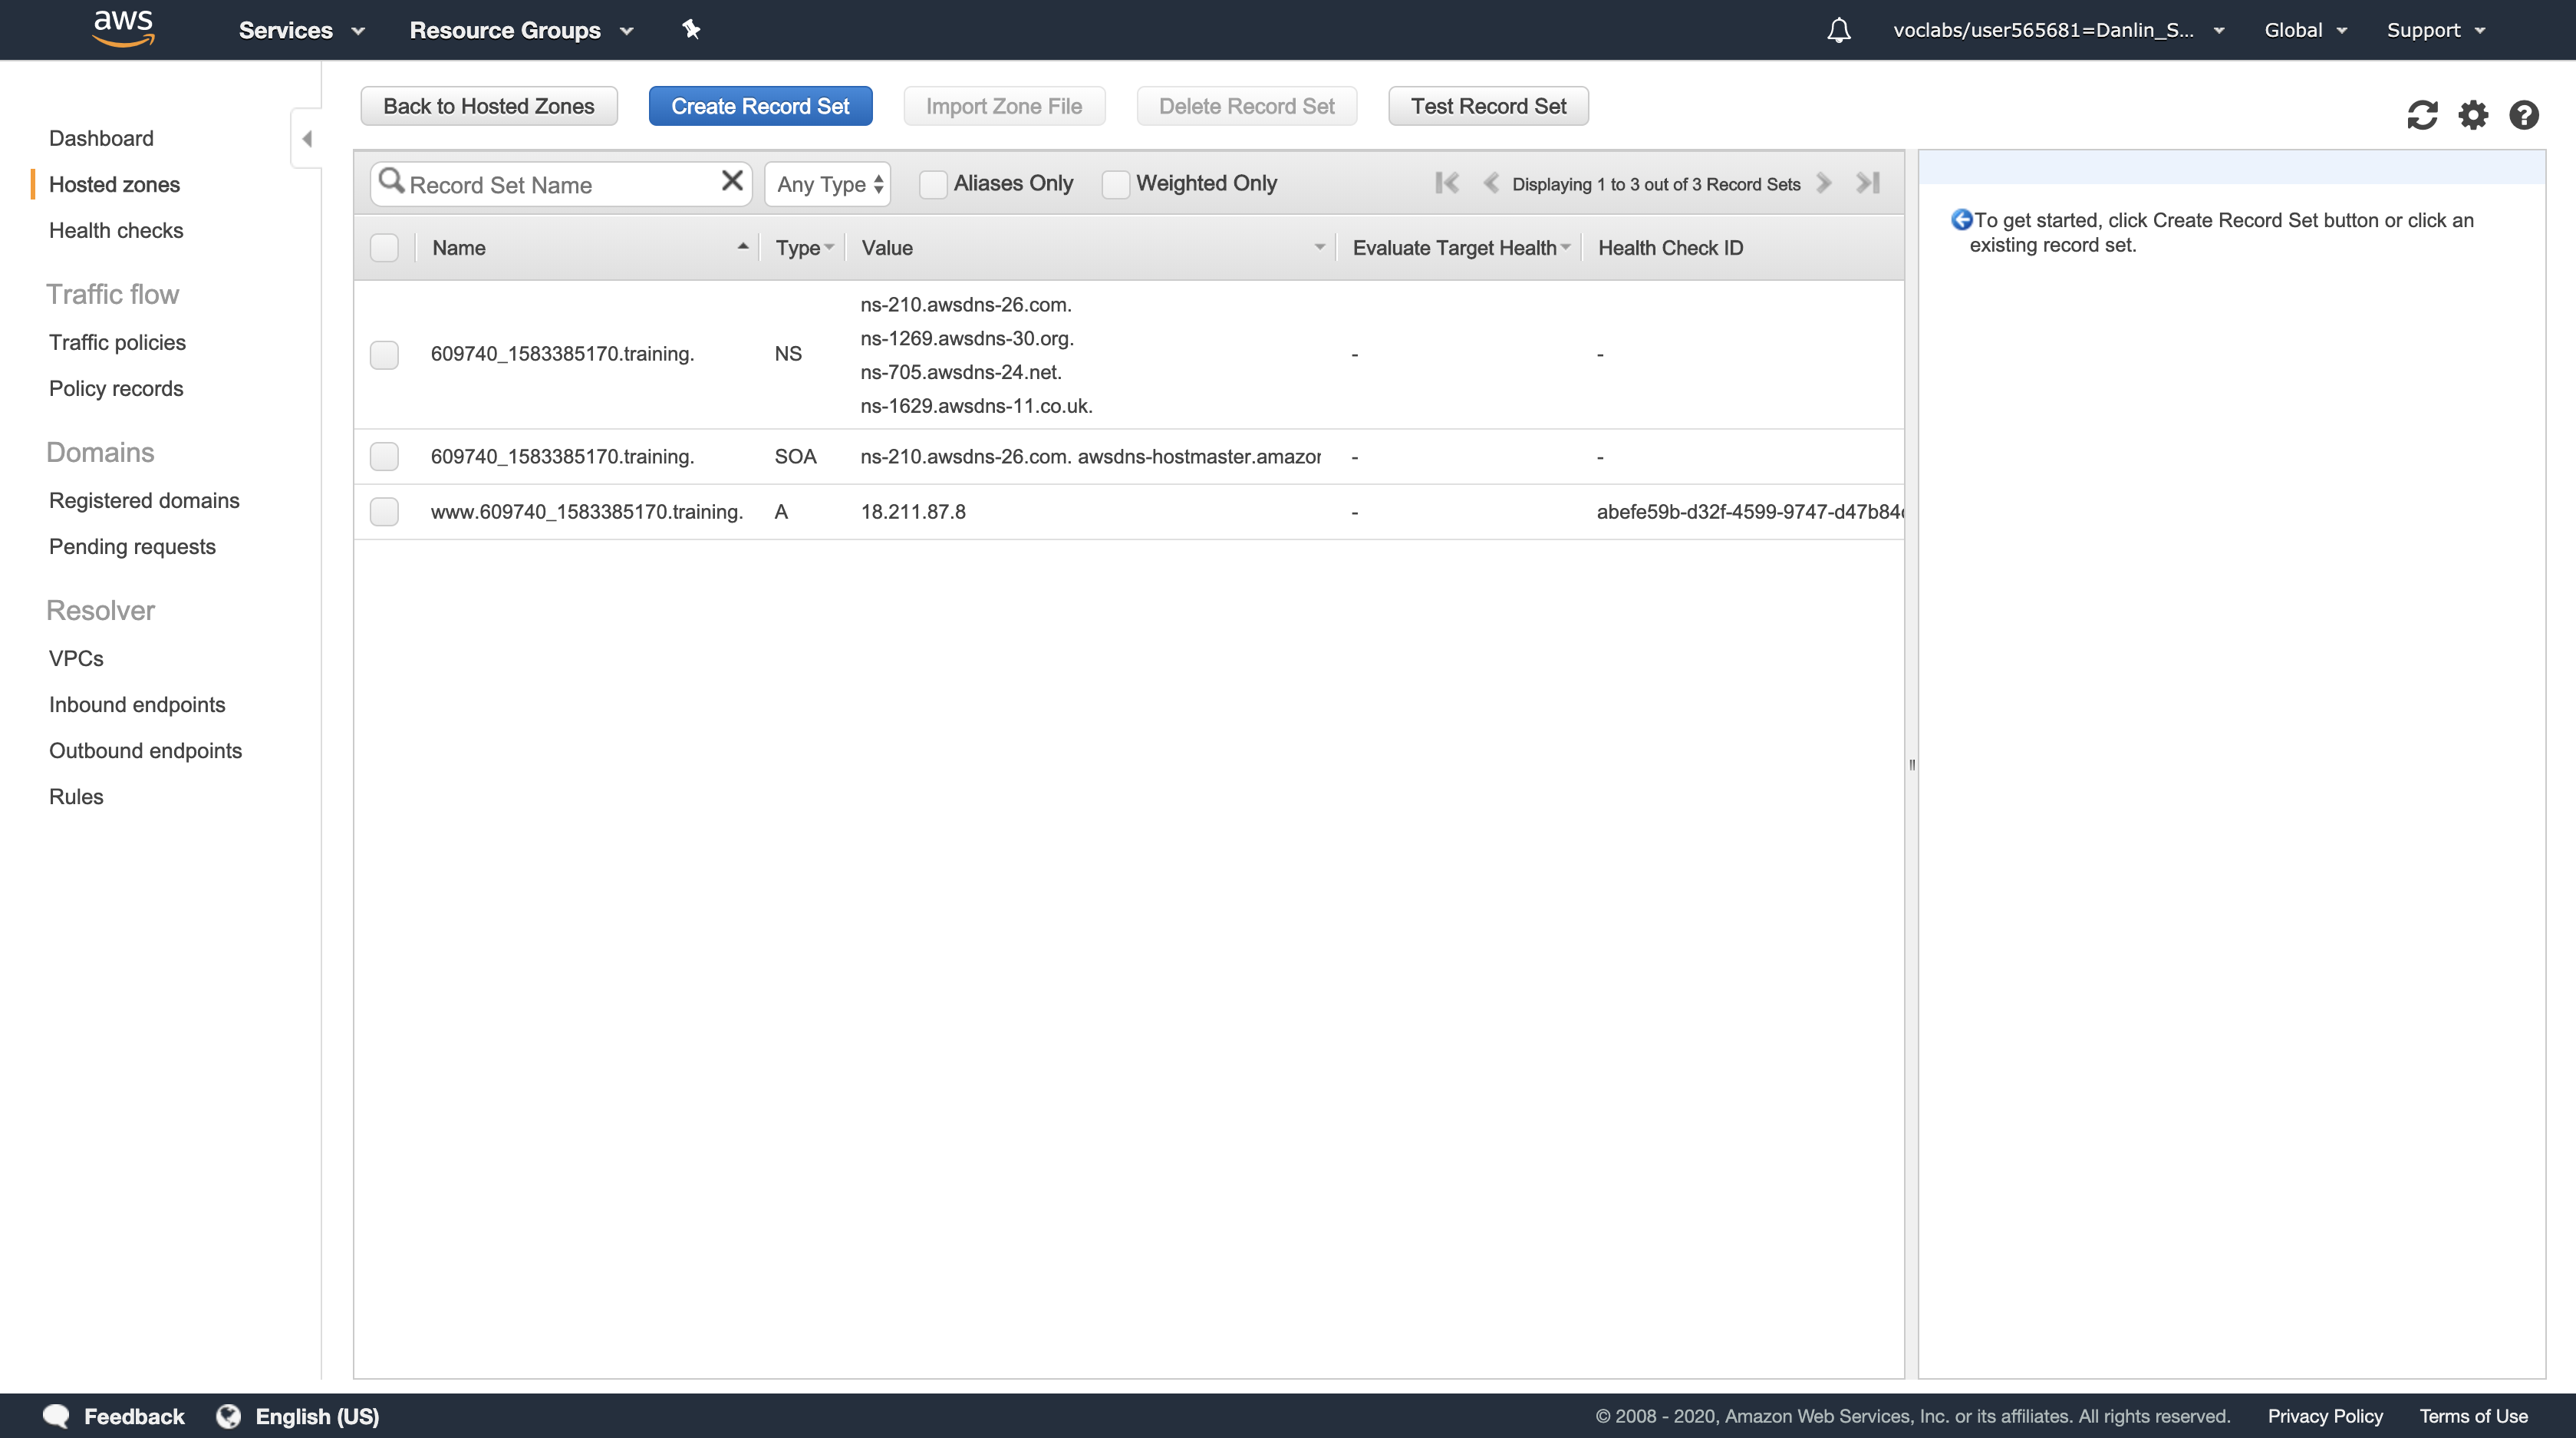 aws Services Resource Groups voclabs/user565681=Danlin_S... Global Support
Dashboard
Hosted zones
Health checks
Traffic flow
Traffic policies
Policy records
Domains
Registered domains
Pending requests
Resolver
VPCs
Inbound endpoints
Outbound endpoints
Rules
Back to Hosted Zones Create Record Set Import Zone File Delete Record Set Test Record Set
Record Set Name Any Type Aliases Only Weighted Only Displaying 1 to 3 out of 3 Record Sets
Name Type Value Evaluate Target Health Health Check ID
609740_1583385170.training. NS ns-210.awsdns-26.com.
ns-1269.awsdns-30.org.
ns-705.awsdns-24.net.
ns-1629.awsdns-11.co.uk.
- -
609740_1583385170.training. SOA ns-210.awsdns-26.com. awsdns-hostmaster.amazon - -
www.609740_1583385170.training. A 18.211.87.8 - abefe59b-d32f-4599-9747-d47b84
To get started, click Create Record Set button or click an
existing record set.
Feedback English (US) © 2008 - 2020, Amazon Web Services, Inc. or its affiliates. All rights reserved. Privacy Policy Terms of Use